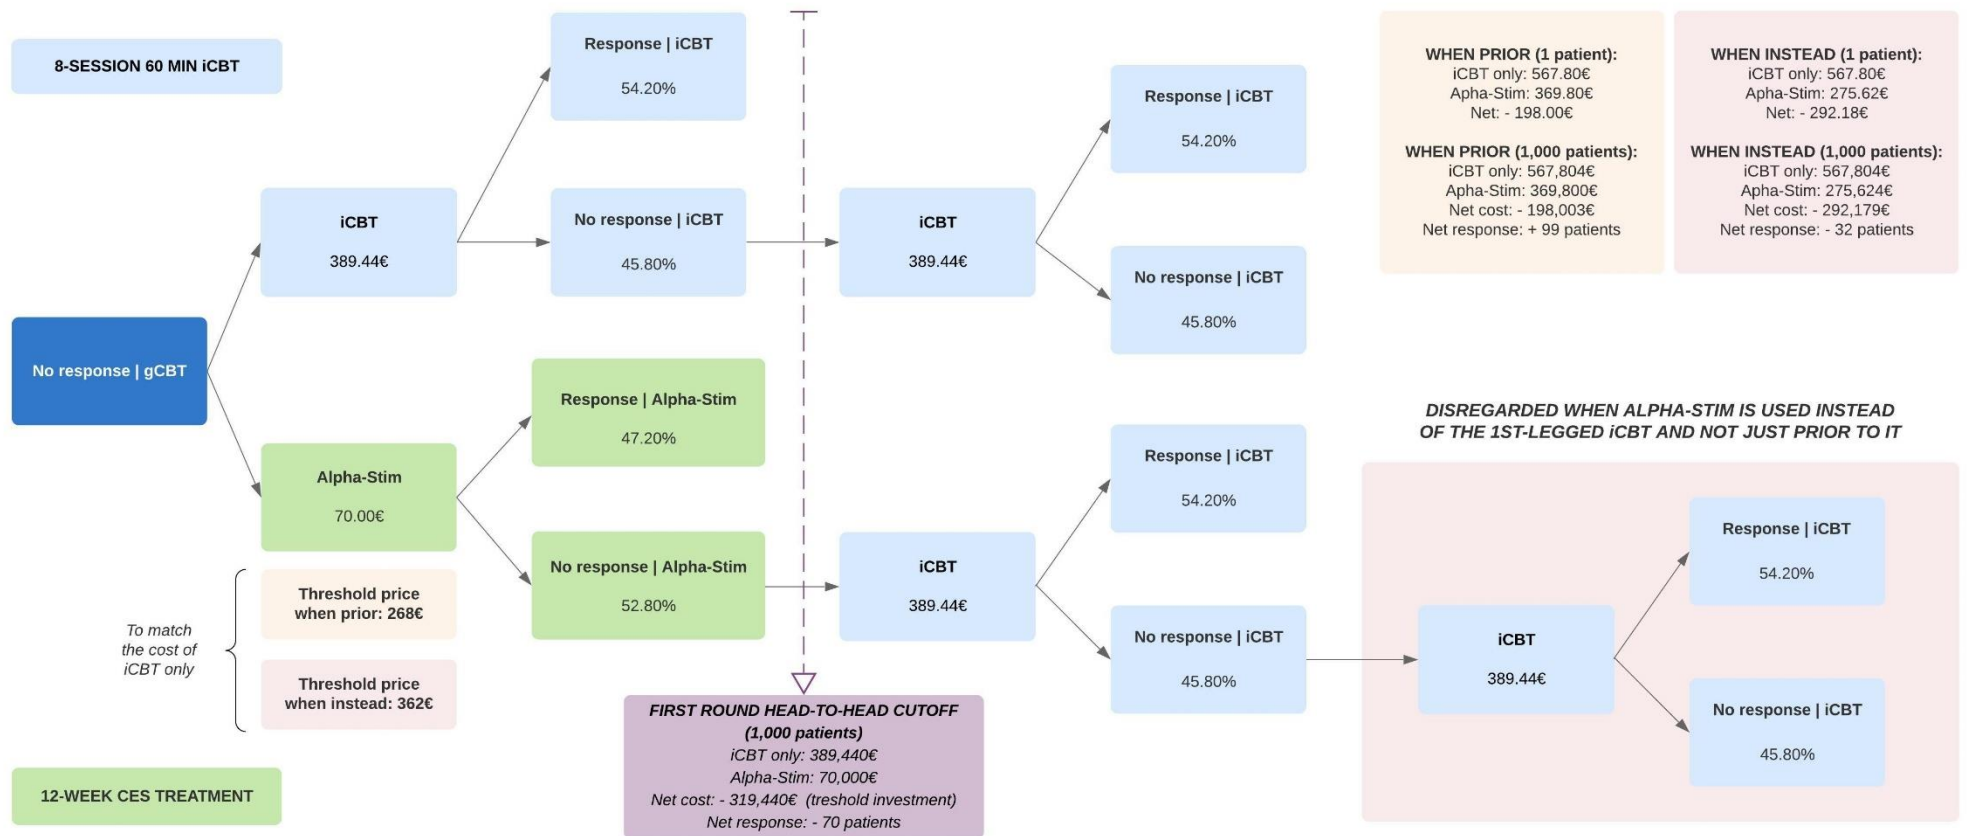 8-SESSION 60 MIN iCBT
No response | gCBT
iCBT
389.44€
Response | iCBT
54.20%
No response | iCBT
45.80%
iCBT
389.44€
Response | iCBT
54.20%
No response | iCBT
45.80%
WHEN PRIOR (1 patient):
iCBT only: 567.80€
Apha-Stim: 369.80€
Net: - 198.00€
WHEN PRIOR (1,000 patients):
iCBT only: 567,804€
Apha-Stim: 369,800€
Net cost: - 198,003€
Net response: + 99 patients
WHEN INSTEAD (1 patient):
iCBT only: 567.80€
Apha-Stim: 275.62€
Net: - 292.18€
WHEN INSTEAD (1,000 patients):
iCBT only: 567,804€
Apha-Stim: 275,624€
Net cost: - 292,179€
Net response: - 32 patients
Alpha-Stim
70.00€
Response | Alpha-Stim
47.20%
No response | Alpha-Stim
52.80%
iCBT
389.44€
Response | iCBT
54.20%
No response | iCBT
45.80%
DISREGARDED WHEN ALPHA-STIM IS USED INSTEAD
OF THE 1ST-LEGGED iCBT AND NOT JUST PRIOR TO IT
iCBT
389.44€
Response | iCBT
54.20%
No response | iCBT
45.80%
To match
the cost of
iCBT only
Threshold price
when prior: 268€
Threshold price
when instead: 362€
FIRST ROUND HEAD-TO-HEAD CUTOFF
(1,000 patients)
iCBT only: 389,440€
Alpha-Stim: 70,000€
Net cost: - 319,440€ (treshold investment)
Net response: - 70 patients
12-WEEK CES TREATMENT